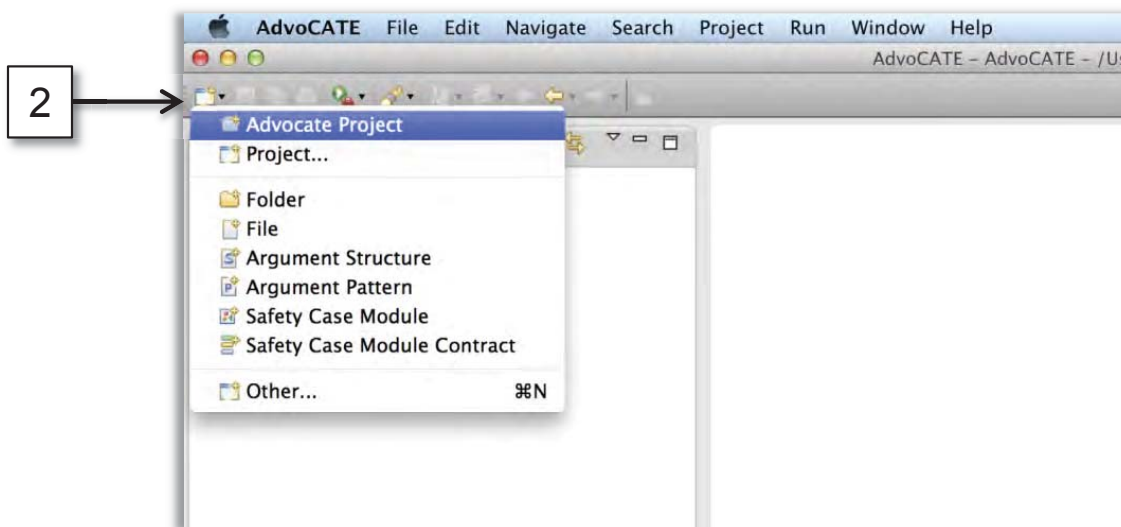 AdvoCATE File Edit Navigate Search Project Run Window Help
AdvoCATE – AdvoCATE – /Us
2
Advocate Project
Project...
Folder
File
Argument Structure
Argument Pattern
Safety Case Module
Safety Case Module Contract
Other... ⌘N